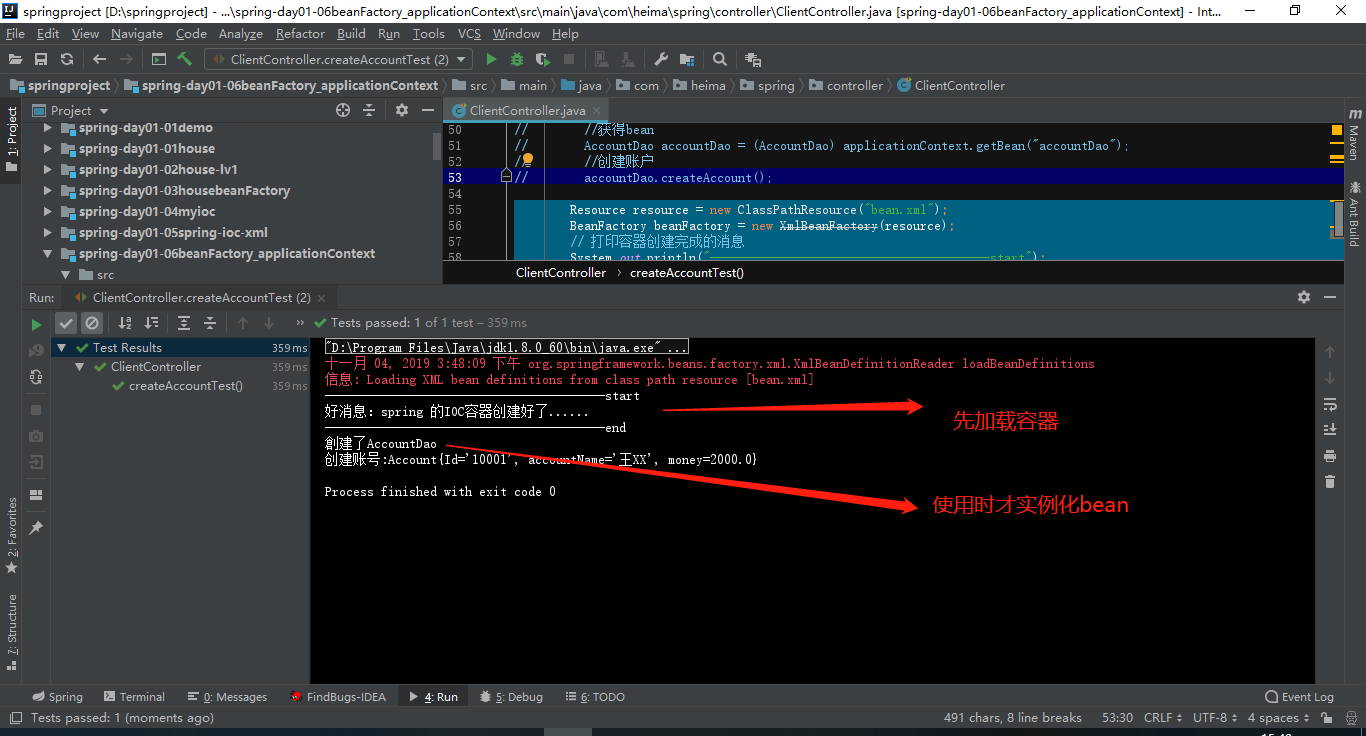 springproject [D:\springproject] - ...\spring-day01-06beanFactory_applicationContext\src\main\java\com\heima\spring\controller\ClientController.java [spring-day01-06beanFactory_applicationContext] - Int...
File Edit View Navigate Code Analyze Refactor Build Run Tools VCS Window Help
ClientController.createAccountTest (2)
springproject spring-day01-06beanFactory_applicationContext src main java com heima spring controller ClientController
1: Project
Project
ClientController.java
spring-day01-01demo
spring-day01-01house
spring-day01-02house-lv1
spring-day01-03housebeanFactory
spring-day01-04myioc
spring-day01-05spring-ioc-xml
spring-day01-06beanFactory_applicationContext
src
50 // //获得bean
51 // AccountDao accountDao = (AccountDao) applicationContext.getBean("accountDao");
52 // //创建账户
53 // accountDao.createAccount();
54
55 Resource resource = new ClassPathResource("bean.xml");
56 BeanFactory beanFactory = new XmlBeanFactory(resource);
57 // 打印容器创建完成的消息
58 System.out.println("————————————————————start");
ClientController › createAccountTest()
Maven
Ant Build
Run: ClientController.createAccountTest (2)
» Tests passed: 1 of 1 test – 359 ms
Test Results 359 ms
ClientController 359 ms
createAccountTest() 359 ms
"D:\Program Files\Java\jdk1.8.0_60\bin\java.exe" ...
十一月 04, 2019 3:48:09 下午 org.springframework.beans.factory.xml.XmlBeanDefinitionReader loadBeanDefinitions
信息: Loading XML bean definitions from class path resource [bean.xml]
————————————————————start
好消息: spring 的IOC容器创建好了......
————————————————————end
創建了AccountDao
创建账号:Account{Id='10001', accountName='王XX', money=2000.0}
Process finished with exit code 0
先加载容器
使用时才实例化bean
2: Favorites
7: Structure
Spring Terminal 0: Messages FindBugs-IDEA 4: Run 5: Debug 6: TODO Event Log
Tests passed: 1 (moments ago) 491 chars, 8 line breaks 53:30 CRLF UTF-8 4 spaces